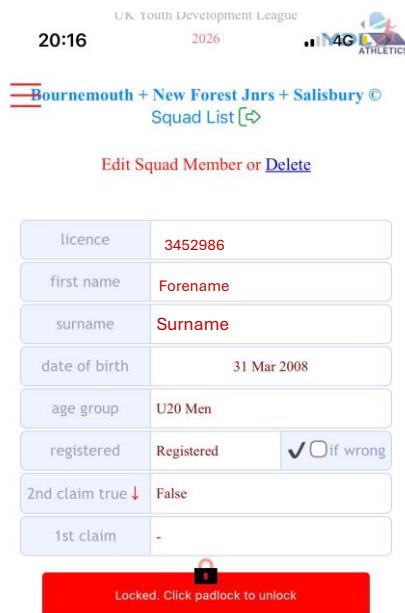 UK Youth Development League
20:16 2026 4G
ATHLETICS
Bournemouth + New Forest Jnrs + Salisbury ©
Squad List
Edit Squad Member or Delete
licence 3452986
first name Forename
surname Surname
date of birth 31 Mar 2008
age group U20 Men
registered Registered if wrong
2nd claim true↓ False
1st claim -
Locked. Click padlock to unlock